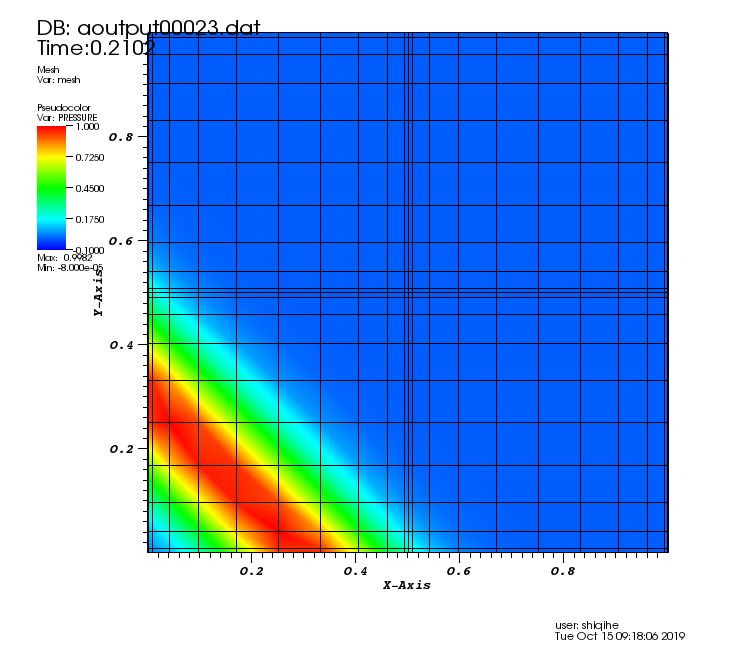 DB: aoutput00023.dat
Time:0.2102
Mesh
Var: mesh
Pseudocolor
Var: PRESSURE
1.000
0.7250
0.4500
0.1750
-0.1000
Max: 0.9982
Min: -8.000e-05
Y-Axis
0.8
0.6
0.4
0.2
0.2 0.4 0.6 0.8
X-Axis
user: shiqihe
Tue Oct 15 09:18:06 2019